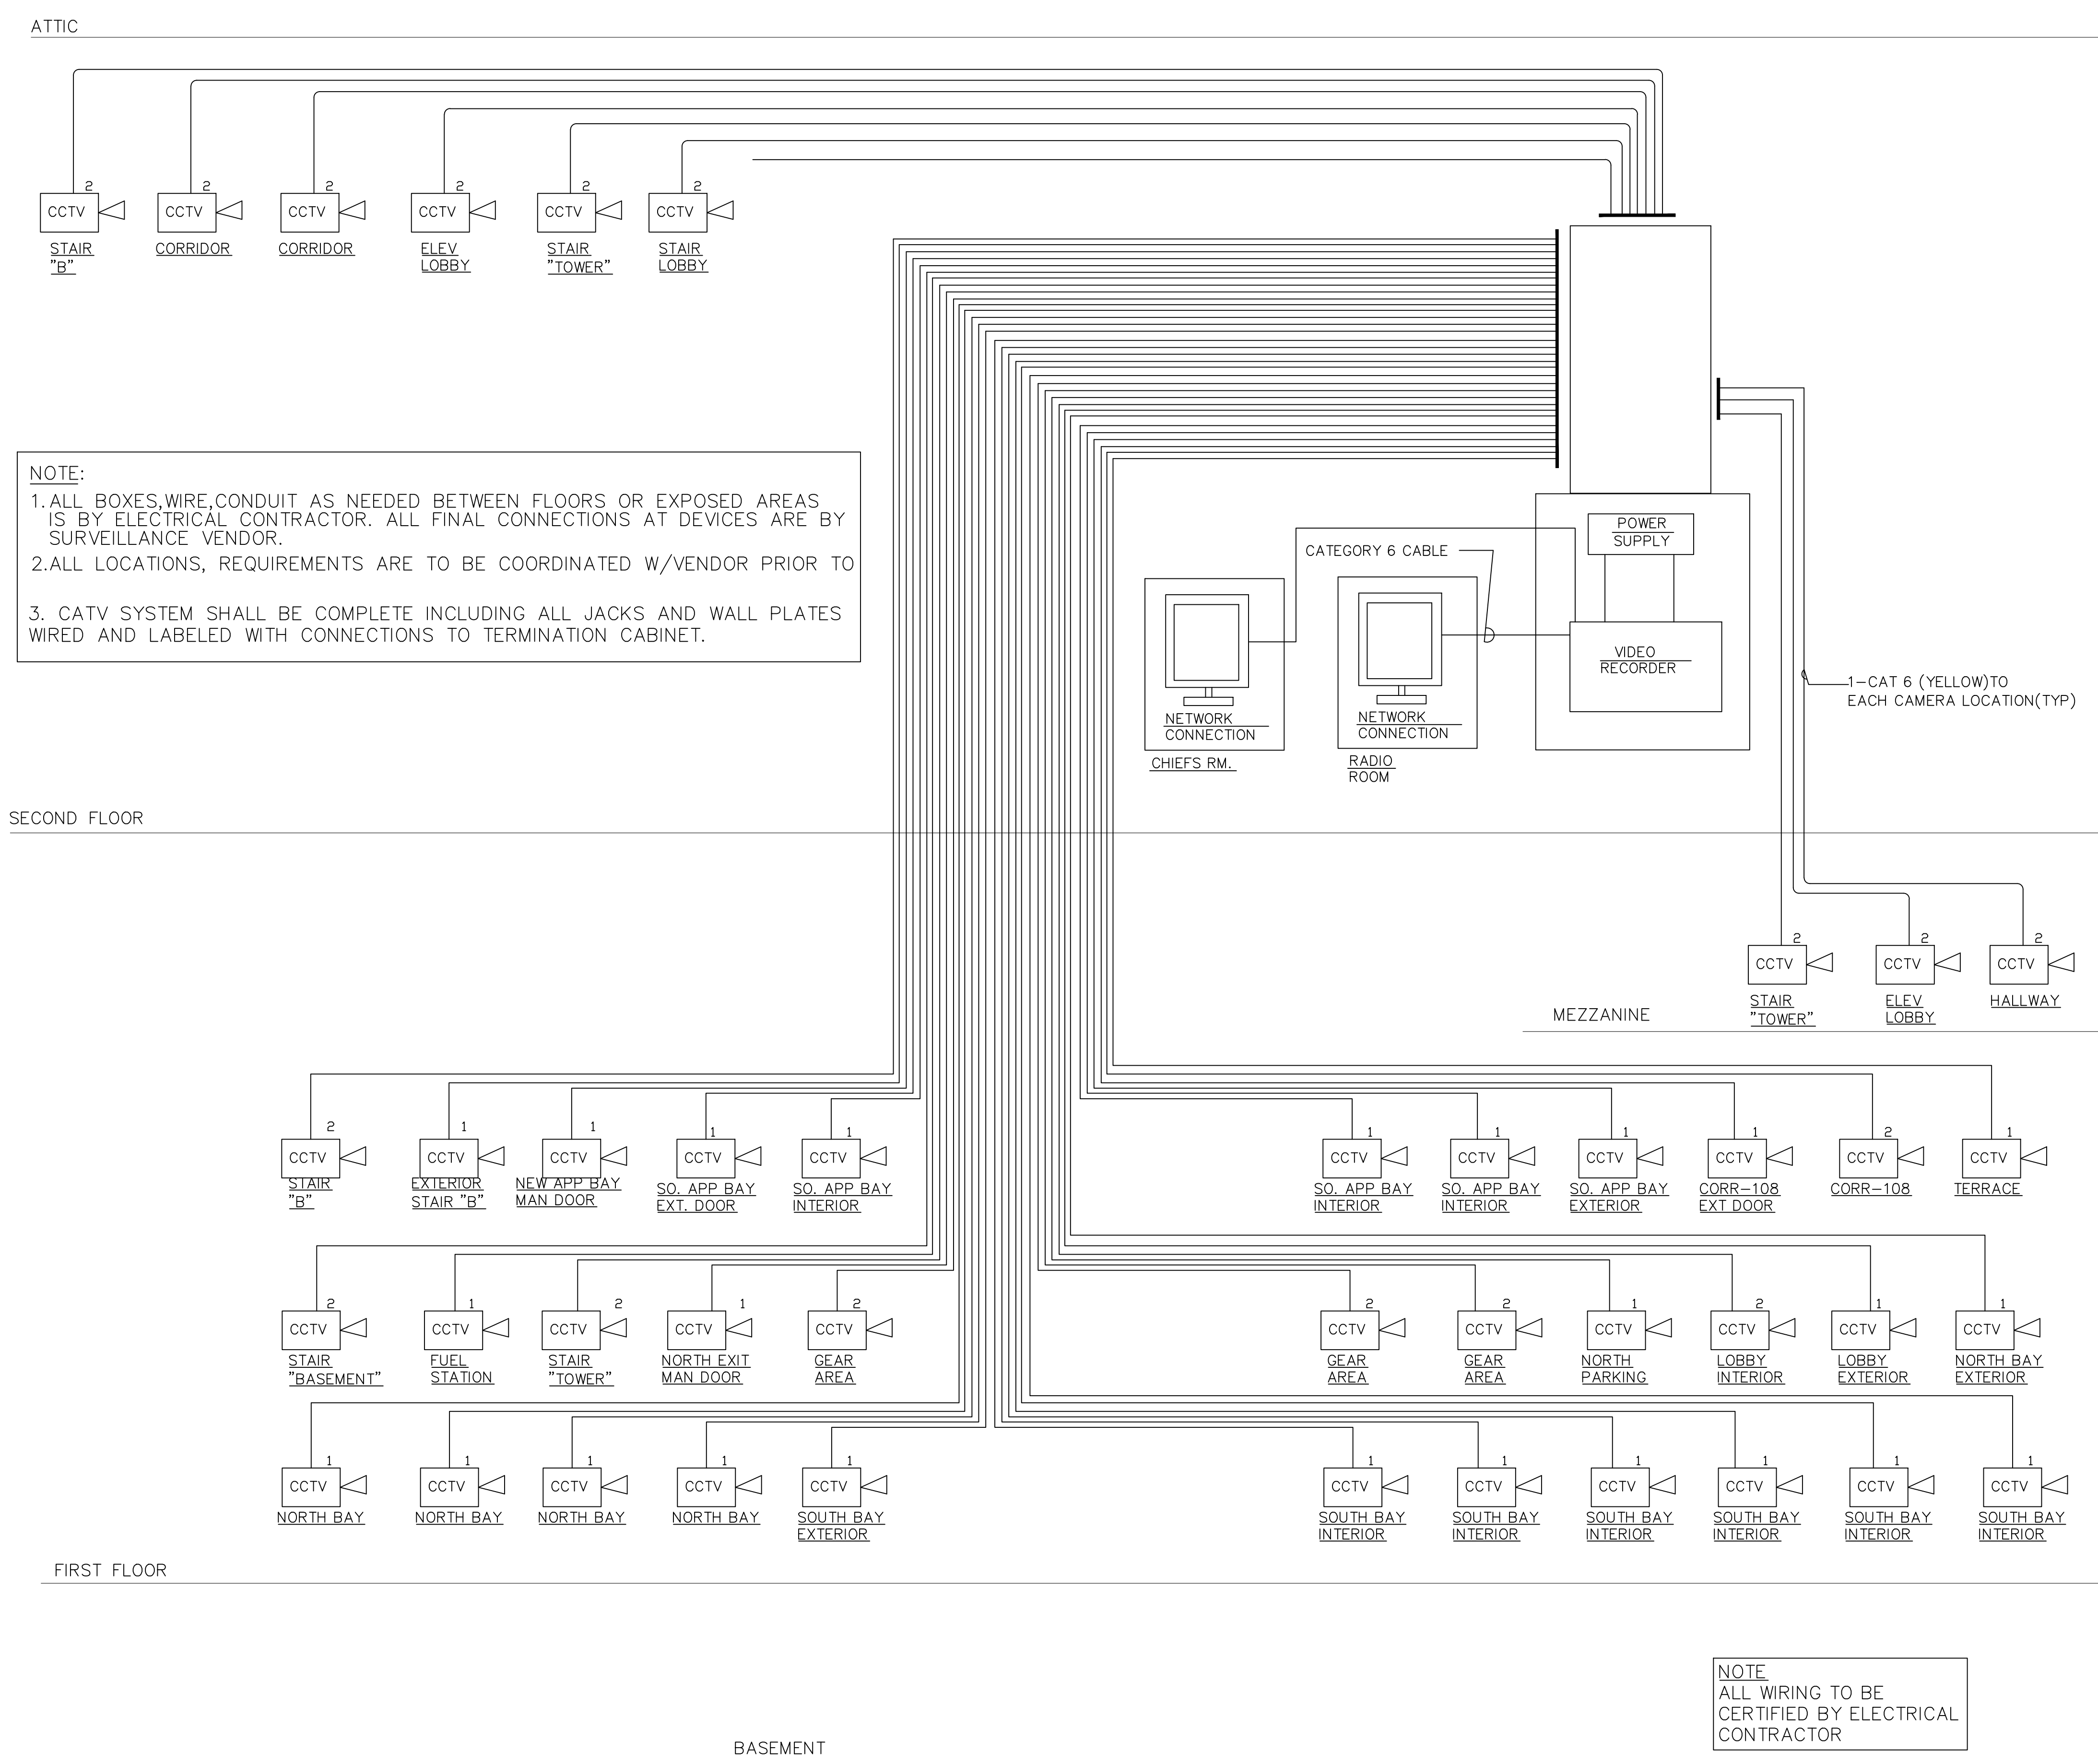 ATTIC
2 2 2 2 2 2
CCTV CCTV CCTV CCTV CCTV CCTV
STAIR CORRIDOR CORRIDOR ELEV STAIR STAIR
"B" LOBBY "TOWER" LOBBY
NOTE:
1. ALL BOXES,WIRE,CONDUIT AS NEEDED BETWEEN FLOORS OR EXPOSED AREAS
IS BY ELECTRICAL CONTRACTOR. ALL FINAL CONNECTIONS AT DEVICES ARE BY
SURVEILLANCE VENDOR.
2.ALL LOCATIONS, REQUIREMENTS ARE TO BE COORDINATED W/VENDOR PRIOR TO
3. CATV SYSTEM SHALL BE COMPLETE INCLUDING ALL JACKS AND WALL PLATES
WIRED AND LABELED WITH CONNECTIONS TO TERMINATION CABINET.
POWER
SUPPLY
CATEGORY 6 CABLE
VIDEO
RECORDER
1-CAT 6 (YELLOW)TO
EACH CAMERA LOCATION(TYP)
NETWORK
CONNECTION
CHIEFS RM.
NETWORK
CONNECTION
RADIO
ROOM
SECOND FLOOR
2 2 2
CCTV CCTV CCTV
STAIR ELEV HALLWAY
"TOWER" LOBBY
MEZZANINE
2 1 1 1 1 1 1 1 1 2 1
CCTV CCTV CCTV CCTV CCTV CCTV CCTV CCTV CCTV CCTV CCTV
STAIR EXTERIOR NEW APP BAY SO. APP BAY SO. APP BAY SO. APP BAY SO. APP BAY SO. APP BAY CORR-108 CORR-108 TERRACE
"B" STAIR "B" MAN DOOR EXT. DOOR INTERIOR INTERIOR INTERIOR EXTERIOR EXT DOOR
2 1 2 1 2 2 2 1 2 1 1
CCTV CCTV CCTV CCTV CCTV CCTV CCTV CCTV CCTV CCTV CCTV
STAIR FUEL STAIR NORTH EXIT GEAR GEAR GEAR NORTH LOBBY LOBBY NORTH BAY
"BASEMENT" STATION "TOWER" MAN DOOR AREA AREA AREA PARKING INTERIOR EXTERIOR EXTERIOR
1 1 1 1 1 1 1 1 1 1 1
CCTV CCTV CCTV CCTV CCTV CCTV CCTV CCTV CCTV CCTV CCTV
NORTH BAY NORTH BAY NORTH BAY NORTH BAY SOUTH BAY SOUTH BAY SOUTH BAY SOUTH BAY SOUTH BAY SOUTH BAY SOUTH BAY
EXTERIOR INTERIOR INTERIOR INTERIOR INTERIOR INTERIOR INTERIOR
FIRST FLOOR
NOTE
ALL WIRING TO BE
CERTIFIED BY ELECTRICAL
CONTRACTOR
BASEMENT